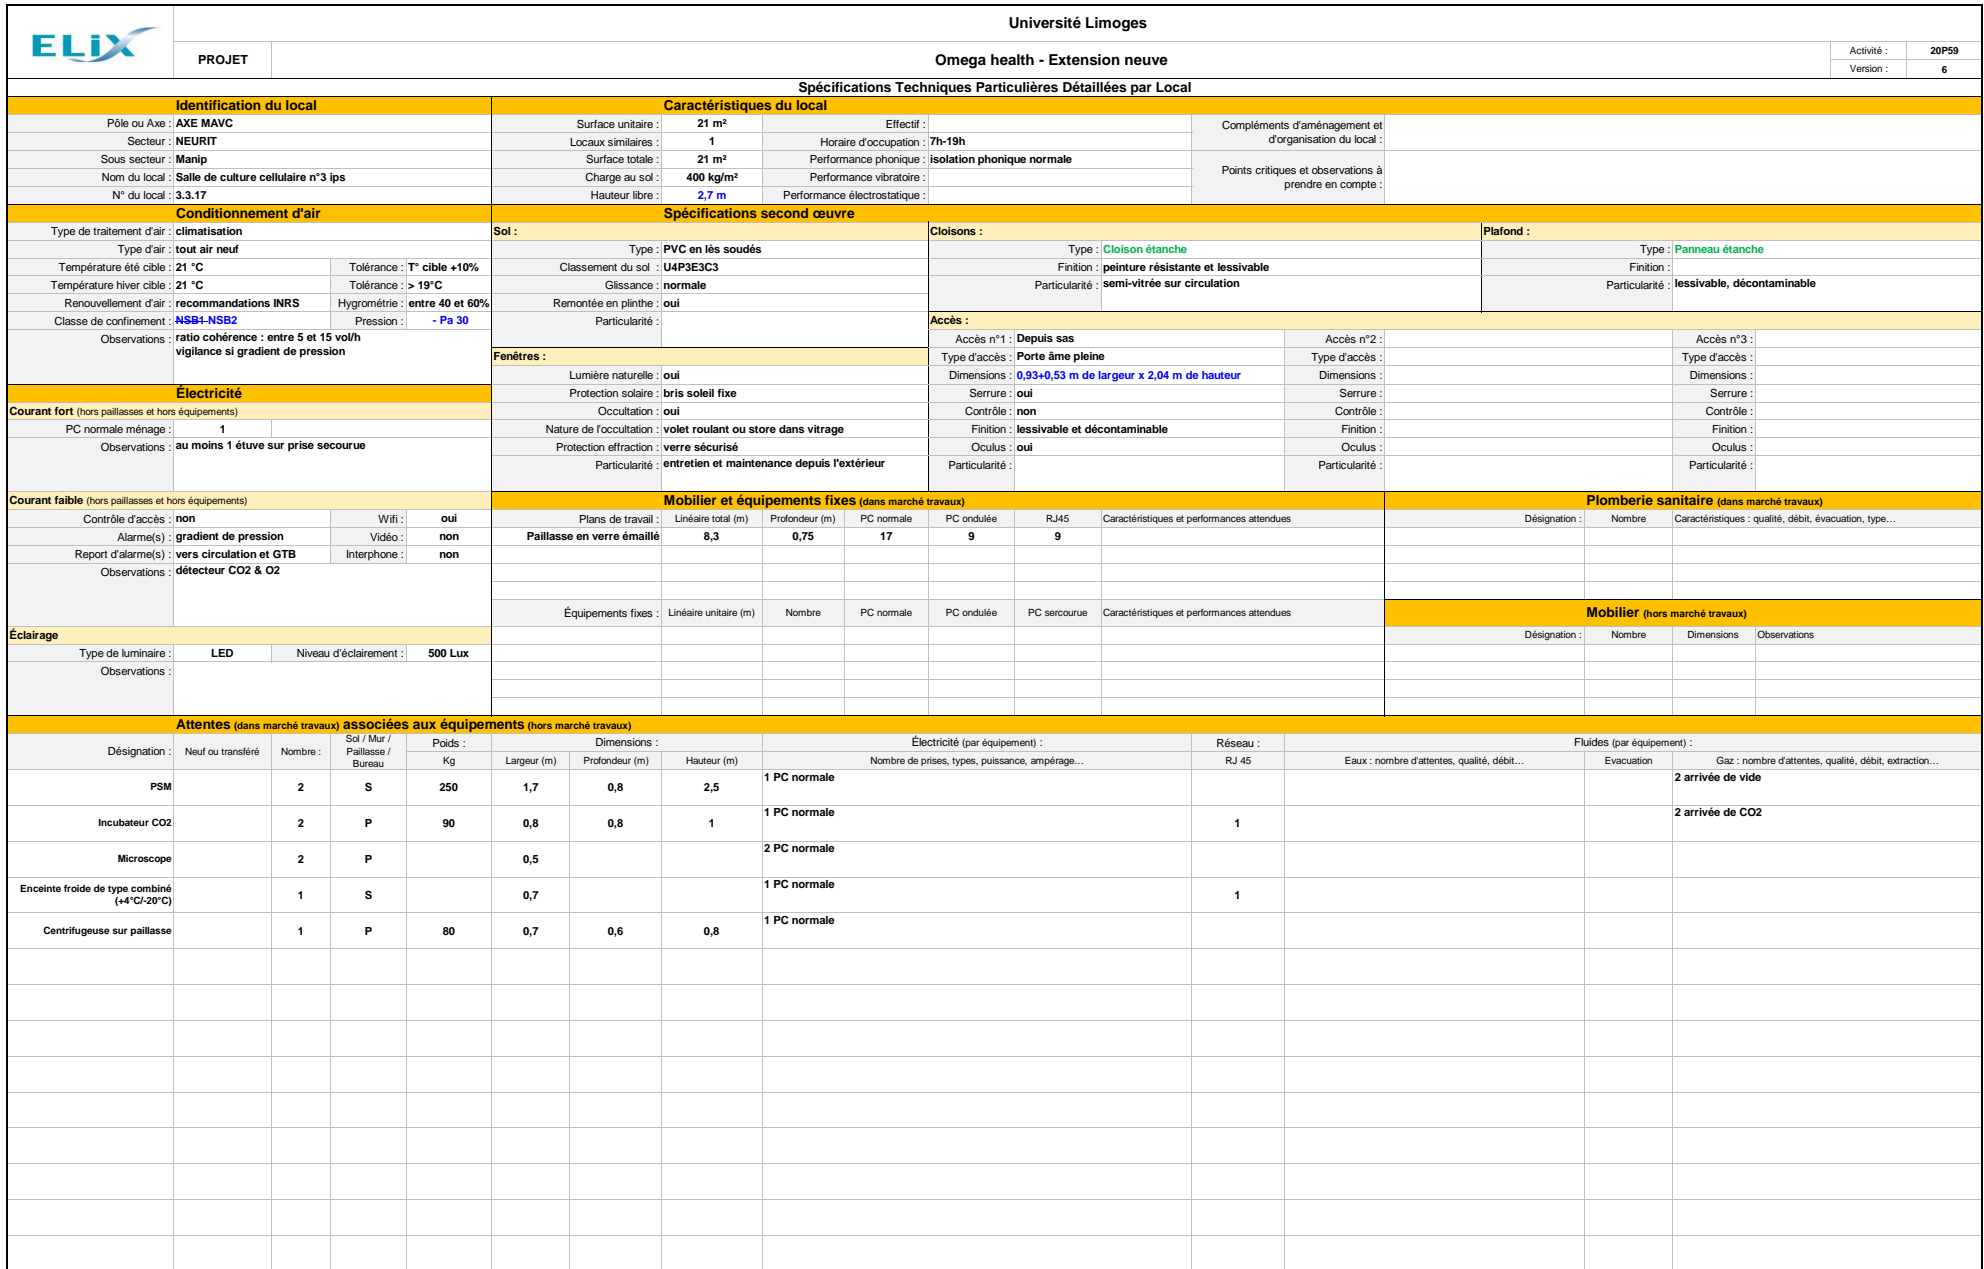 ELiX
Université Limoges
PROJET
Omega health - Extension neuve
Activité : 20P59
Version : 6
Spécifications Techniques Particulières Détaillées par Local
Identification du local
Pôle ou Axe : AXE MAVC
Secteur : NEURIT
Sous secteur : Manip
Nom du local : Salle de culture cellulaire n°3 ips
N° du local : 3.3.17
Caractéristiques du local
Surface unitaire : 21 m² Effectif :
Locaux similaires : 1 Horaire d'occupation : 7h-19h
Surface totale : 21 m² Performance phonique : isolation phonique normale
Charge au sol : 400 kg/m² Performance vibratoire :
Hauteur libre : 2,7 m Performance électrostatique :
Compléments d'aménagement et
d'organisation du local :
Points critiques et observations à
prendre en compte :
Conditionnement d'air
Type de traitement d'air : climatisation
Type d'air : tout air neuf
Température été cible : 21 °C Tolérance : T° cible +10%
Température hiver cible : 21 °C Tolérance : > 19°C
Renouvellement d'air : recommandations INRS Hygrométrie : entre 40 et 60%
Classe de confinement : NSB1 NSB2 Pression : - Pa 30
Observations : ratio cohérence : entre 5 et 15 vol/h
vigilance si gradient de pression
Spécifications second œuvre
Sol :
Type : PVC en lès soudés
Classement du sol : U4P3E3C3
Glissance : normale
Remontée en plinthe : oui
Particularité :
Cloisons :
Type : Cloison étanche
Finition : peinture résistante et lessivable
Particularité : semi-vitrée sur circulation
Plafond :
Type : Panneau étanche
Finition :
Particularité : lessivable, décontaminable
Fenêtres :
Lumière naturelle : oui
Protection solaire : bris soleil fixe
Occultation : oui
Nature de l'occultation : volet roulant ou store dans vitrage
Protection effraction : verre sécurisé
Particularité : entretien et maintenance depuis l'extérieur
Accès :
Accès n°1 : Depuis sas Accès n°2 : Accès n°3 :
Type d'accès : Porte âme pleine Type d'accès : Type d'accès :
Dimensions : 0,93+0,53 m de largeur x 2,04 m de hauteur Dimensions : Dimensions :
Serrure : oui Serrure : Serrure :
Contrôle : non Contrôle : Contrôle :
Finition : lessivable et décontaminable Finition : Finition :
Oculus : oui Oculus : Oculus :
Particularité : Particularité : Particularité :
Électricité
Courant fort (hors paillasses et hors équipements)
PC normale ménage : 1
Observations : au moins 1 étuve sur prise secourue
Courant faible (hors paillasses et hors équipements)
Contrôle d'accès : non Wifi : oui
Alarme(s) : gradient de pression Vidéo : non
Report d'alarme(s) : vers circulation et GTB Interphone : non
Observations : détecteur CO2 & O2
Éclairage
Type de luminaire : LED Niveau d'éclairement : 500 Lux
Observations :
Mobilier et équipements fixes (dans marché travaux)
Plans de travail : Linéaire total (m) Profondeur (m) PC normale PC ondulée RJ45 Caractéristiques et performances attendues
Paillasse en verre émaillé 8,3 0,75 17 9 9
Équipements fixes : Linéaire unitaire (m) Nombre PC normale PC ondulée PC sercourue Caractéristiques et performances attendues
Plomberie sanitaire (dans marché travaux)
Désignation : Nombre Caractéristiques : qualité, débit, évacuation, type…
Mobilier (hors marché travaux)
Désignation : Nombre Dimensions Observations
Attentes (dans marché travaux) associées aux équipements (hors marché travaux)
Désignation : Neuf ou transféré Nombre : Sol / Mur / Paillasse / Bureau Poids : Dimensions : Électricité (par équipement) : Réseau : Fluides (par équipement) :
Kg Largeur (m) Profondeur (m) Hauteur (m) Nombre de prises, types, puissance, ampérage… RJ 45 Eaux : nombre d'attentes, qualité, débit… Evacuation Gaz : nombre d'attentes, qualité, débit, extraction…
PSM 2 S 250 1,7 0,8 2,5 1 PC normale 2 arrivée de vide
Incubateur CO2 2 P 90 0,8 0,8 1 1 PC normale 1 2 arrivée de CO2
Microscope 2 P 0,5 2 PC normale
Enceinte froide de type combiné
(+4°C/-20°C) 1 S 0,7 1 PC normale 1
Centrifugeuse sur paillasse 1 P 80 0,7 0,6 0,8 1 PC normale